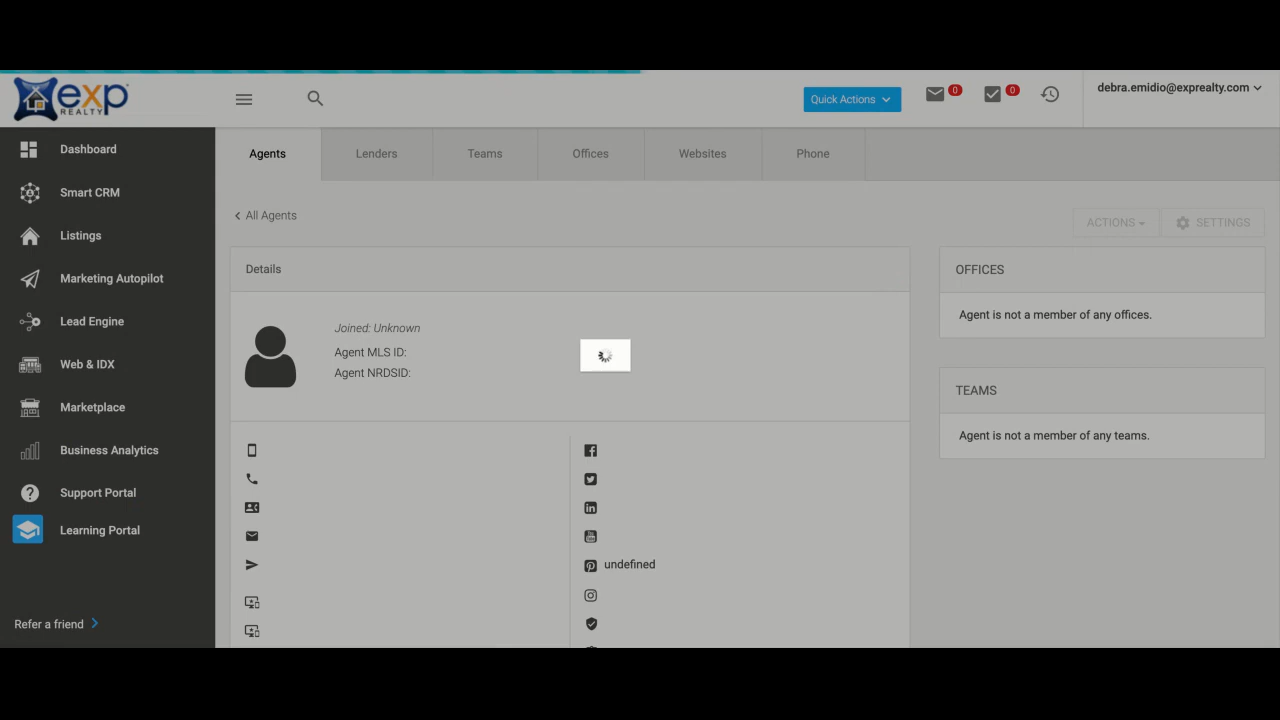 exp
REALTY
Quick Actions
0
0
debra.emidio@exprealty.com
Dashboard
Smart CRM
Listings
Marketing Autopilot
Lead Engine
Web & IDX
Marketplace
Business Analytics
Support Portal
Learning Portal
Refer a friend
Agents
Lenders
Teams
Offices
Websites
Phone
All Agents
ACTIONS
SETTINGS
Details
Joined: Unknown
Agent MLS ID:
Agent NRDSID:
undefined
OFFICES
Agent is not a member of any offices.
TEAMS
Agent is not a member of any teams.